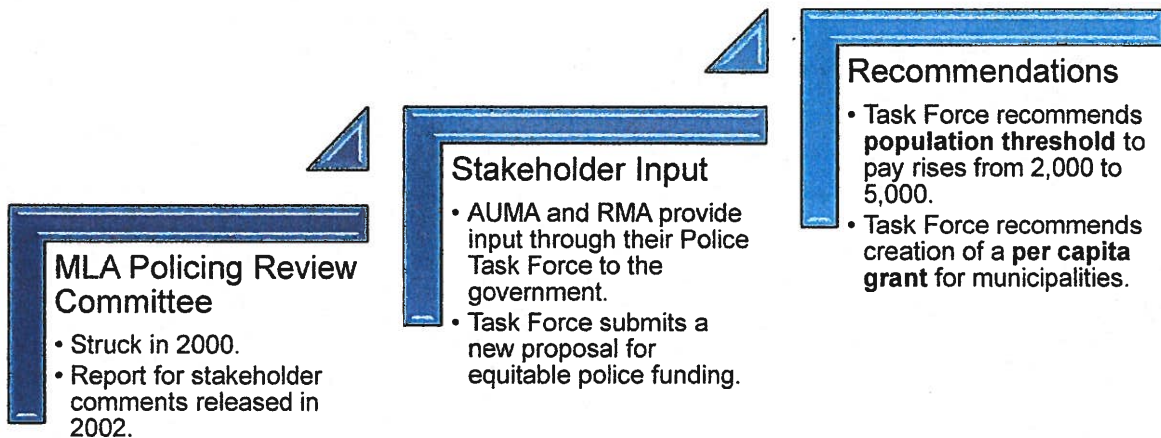 MLA Policing Review
Committee
• Struck in 2000.
• Report for stakeholder
comments released in
2002.
Stakeholder Input
• AUMA and RMA provide
input through their Police
Task Force to the
government.
• Task Force submits a
new proposal for
equitable police funding.
Recommendations
• Task Force recommends
population threshold to
pay rises from 2,000 to
5,000.
• Task Force recommends
creation of a per capita
grant for municipalities.